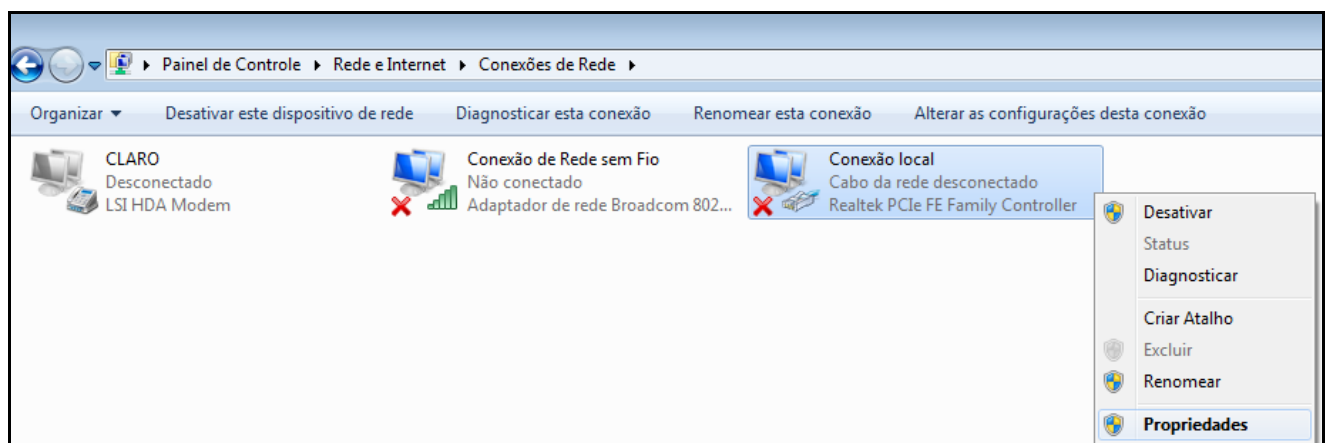 Painel de Controle ▸ Rede e Internet ▸ Conexões de Rede ▸
Organizar Desativar este dispositivo de rede Diagnosticar esta conexão Renomear esta conexão Alterar as configurações desta conexão
CLARO
Desconectado
LSI HDA Modem
Conexão de Rede sem Fio
Não conectado
Adaptador de rede Broadcom 802...
Conexão local
Cabo da rede desconectado
Realtek PCIe FE Family Controller
Desativar
Status
Diagnosticar
Criar Atalho
Excluir
Renomear
Propriedades